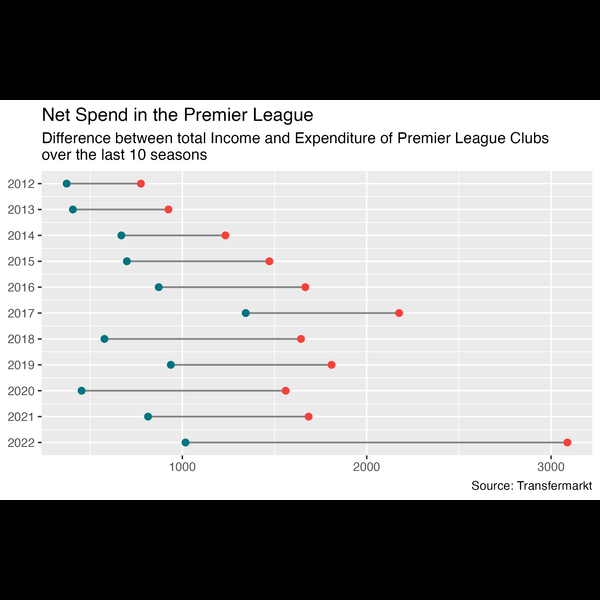 Net Spend in the Premier League
Difference between total Income and Expenditure of Premier League Clubs
over the last 10 seasons
2012
2013
2014
2015
2016
2017
2018
2019
2020
2021
2022
1000 2000 3000
Source: Transfermarkt